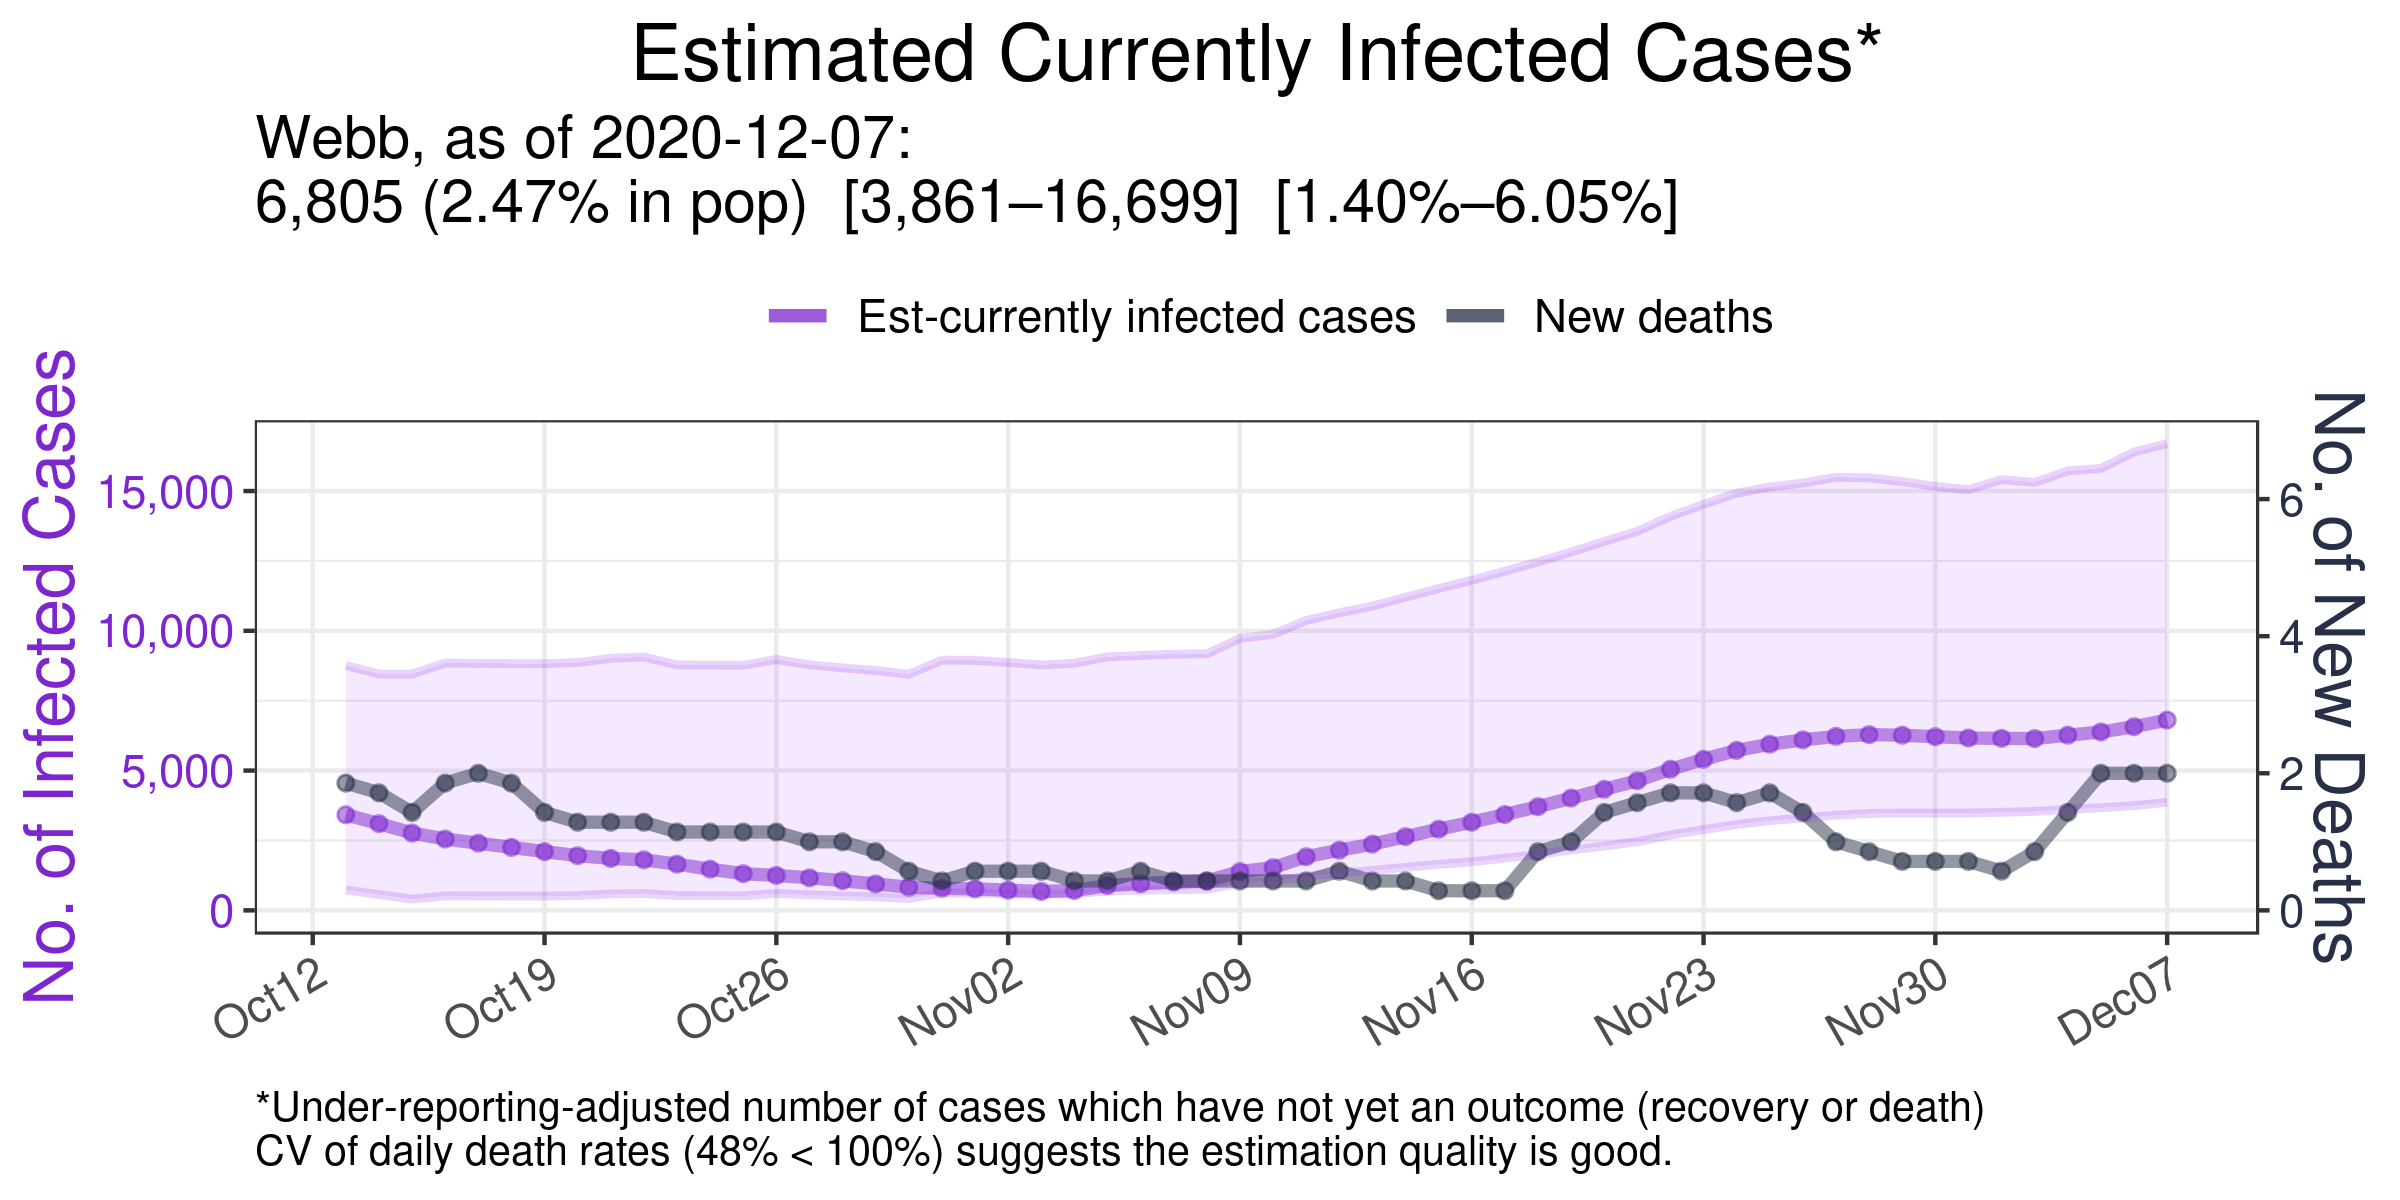 Estimated Currently Infected Cases*
Webb, as of 2020-12-07:
6,805 (2.47% in pop)  [3,861–16,699]  [1.40%–6.05%]
Est-currently infected cases
New deaths
No. of Infected Cases
15,000
10,000
5,000
0
No. of New Deaths
6
4
2
0
Oct12
Oct19
Oct26
Nov02
Nov09
Nov16
Nov23
Nov30
Dec07
*Under-reporting-adjusted number of cases which have not yet an outcome (recovery or death)
CV of daily death rates (48% < 100%) suggests the estimation quality is good.